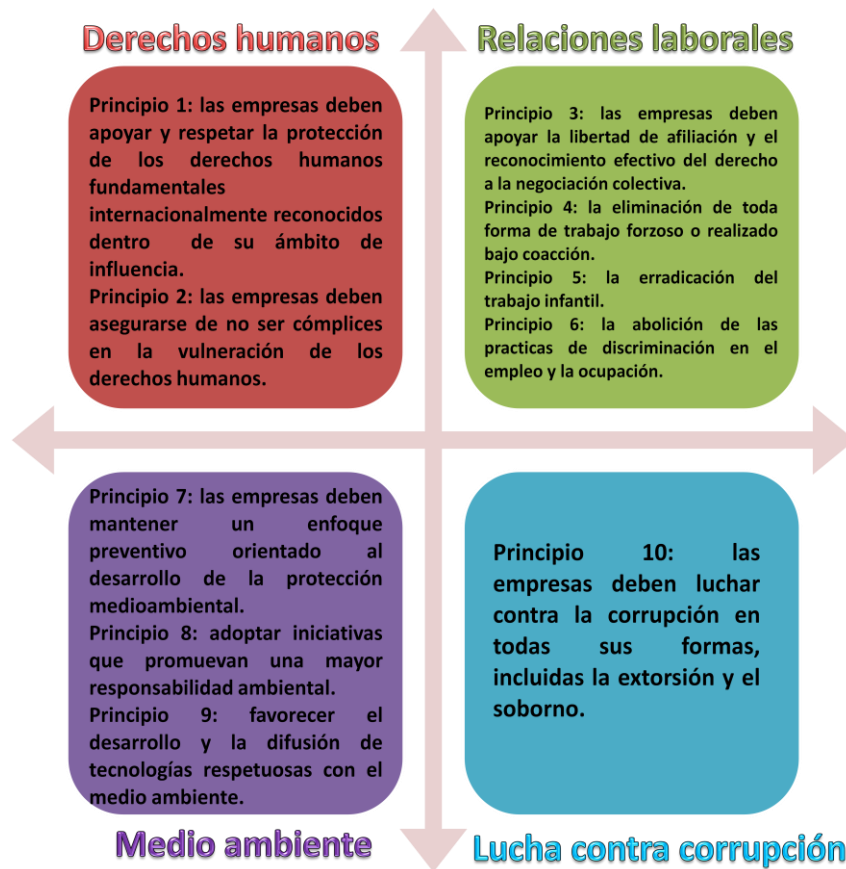 Derechos humanos
Principio 1: las empresas deben
apoyar y respetar la protección
de los derechos humanos
fundamentales
internacionalmente reconocidos
dentro de su ámbito de
influencia.
Principio 2: las empresas deben
asegurarse de no ser cómplices
en la vulneración de los
derechos humanos.
Relaciones laborales
Principio 3: las empresas deben
apoyar la libertad de afiliación y el
reconocimiento efectivo del derecho
a la negociación colectiva.
Principio 4: la eliminación de toda
forma de trabajo forzoso o realizado
bajo coacción.
Principio 5: la erradicación del
trabajo infantil.
Principio 6: la abolición de las
practicas de discriminación en el
empleo y la ocupación.
Principio 7: las empresas deben
mantener un enfoque
preventivo orientado al
desarrollo de la protección
medioambiental.
Principio 8: adoptar iniciativas
que promuevan una mayor
responsabilidad ambiental.
Principio 9: favorecer el
desarrollo y la difusión de
tecnologías respetuosas con el
medio ambiente.
Medio ambiente
Principio 10: las
empresas deben luchar
contra la corrupción en
todas sus formas,
incluidas la extorsión y el
soborno.
Lucha contra corrupción